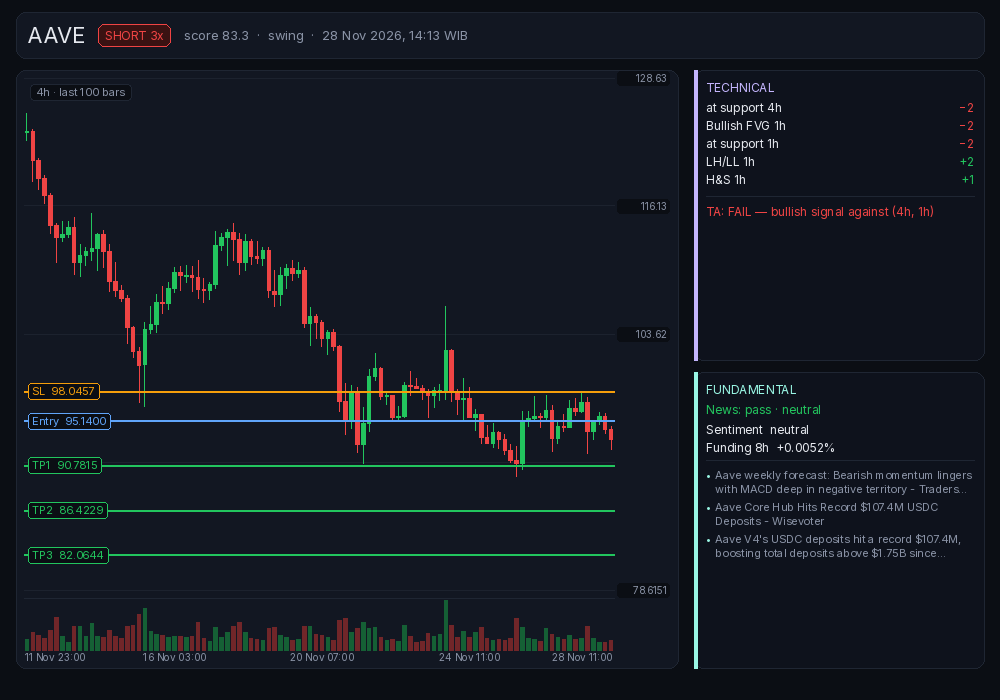 AAVE
SHORT 3x
score 83.3 · swing · 28 Nov 2026, 14:13 WIB
4h · last 100 bars
128.63
116.13
103.62
78.6151
SL 98.0457
Entry 95.1400
TP1 90.7815
TP2 86.4229
TP3 82.0644
11 Nov 23:00
16 Nov 03:00
20 Nov 07:00
24 Nov 11:00
28 Nov 11:00
TECHNICAL
at support 4h −2
Bullish FVG 1h −2
at support 1h −2
LH/LL 1h +2
H&S 1h +1
TA: FAIL — bullish signal against (4h, 1h)
FUNDAMENTAL
News: pass · neutral
Sentiment neutral
Funding 8h +0.0052%
• Aave weekly forecast: Bearish momentum lingers
with MACD deep in negative territory - Traders...
• Aave Core Hub Hits Record $107.4M USDC
Deposits - Wisevoter
• Aave V4's USDC deposits hit a record $107.4M,
boosting total deposits above $1.75B since...